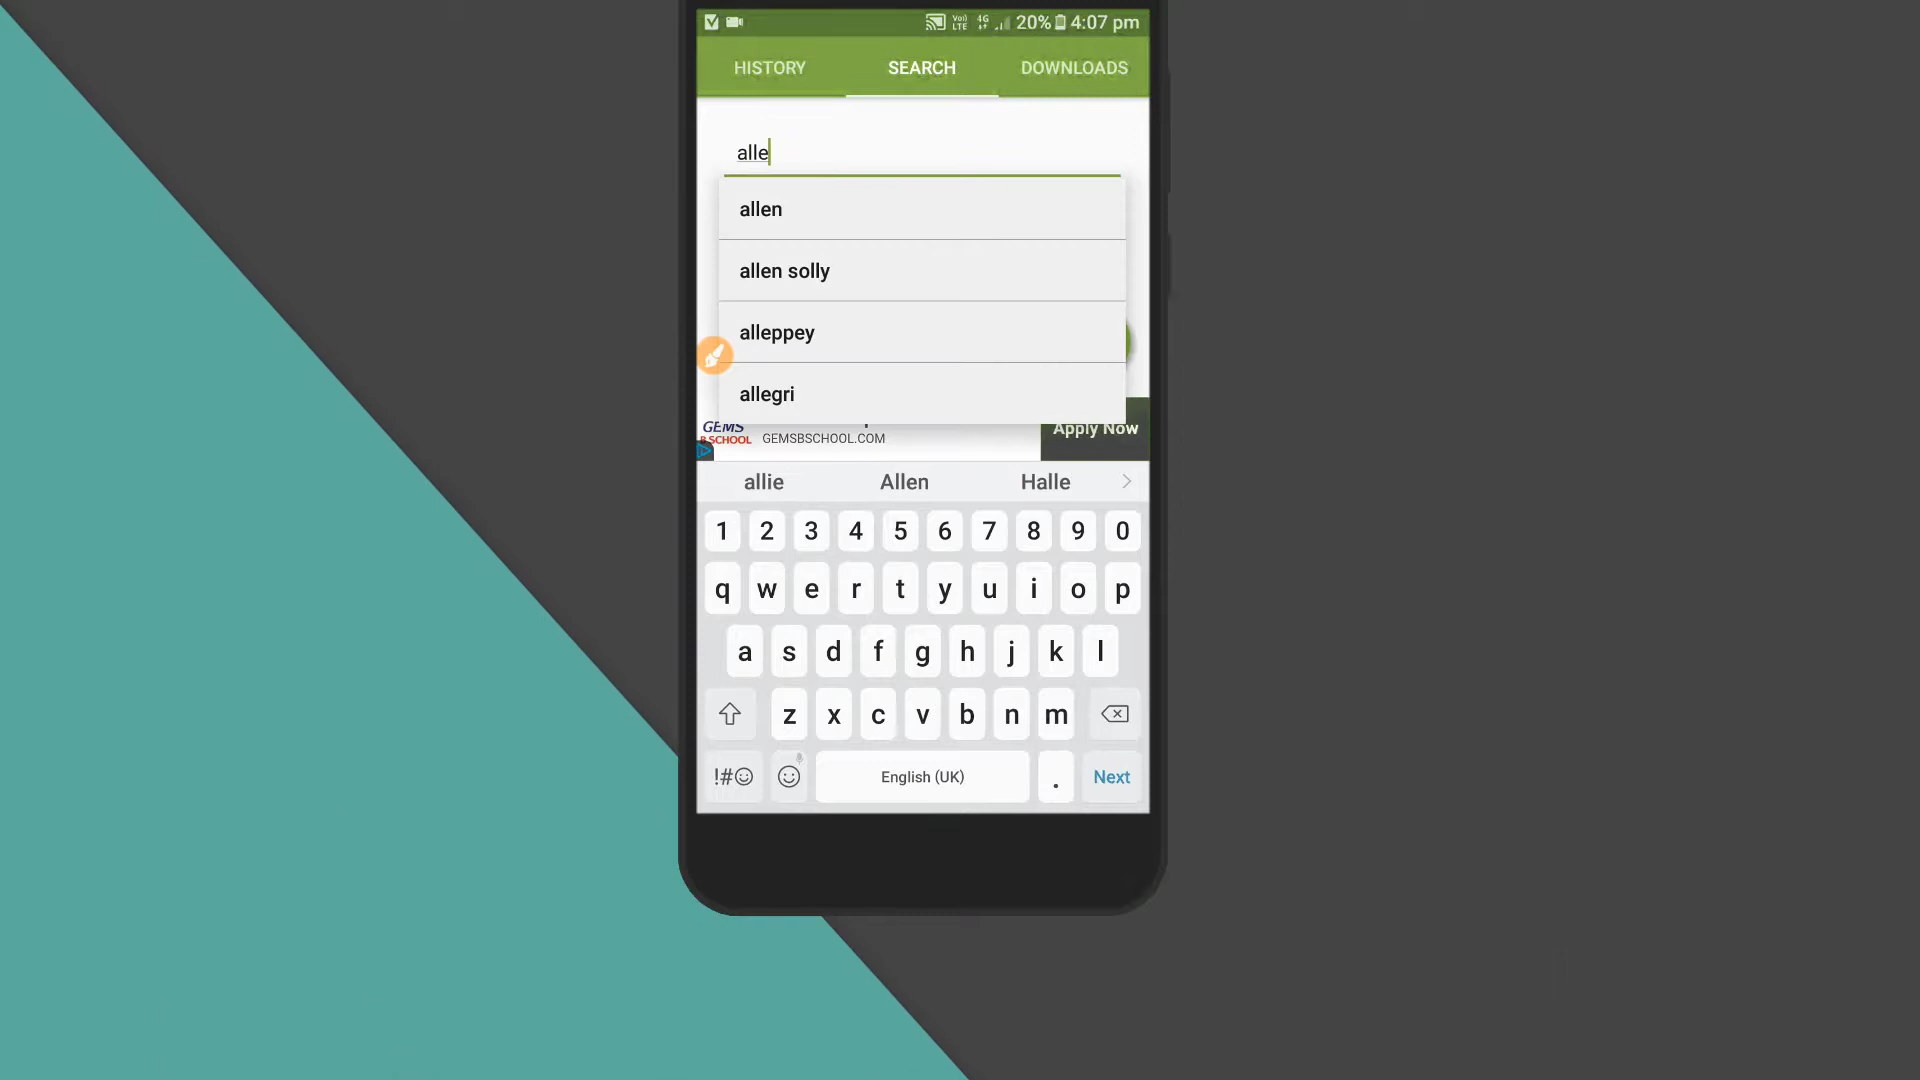 20% 4:07 pm
HISTORY SEARCH DOWNLOADS
alle
allen
allen solly
alleppey
allegri
GEMS
B SCHOOL
GEMSBSCHOOL.COM
Apply Now
allie Allen Halle
1 2 3 4 5 6 7 8 9 0
q w e r t y u i o p
a s d f g h j k l
z x c v b n m
!#☺ English (UK) . Next